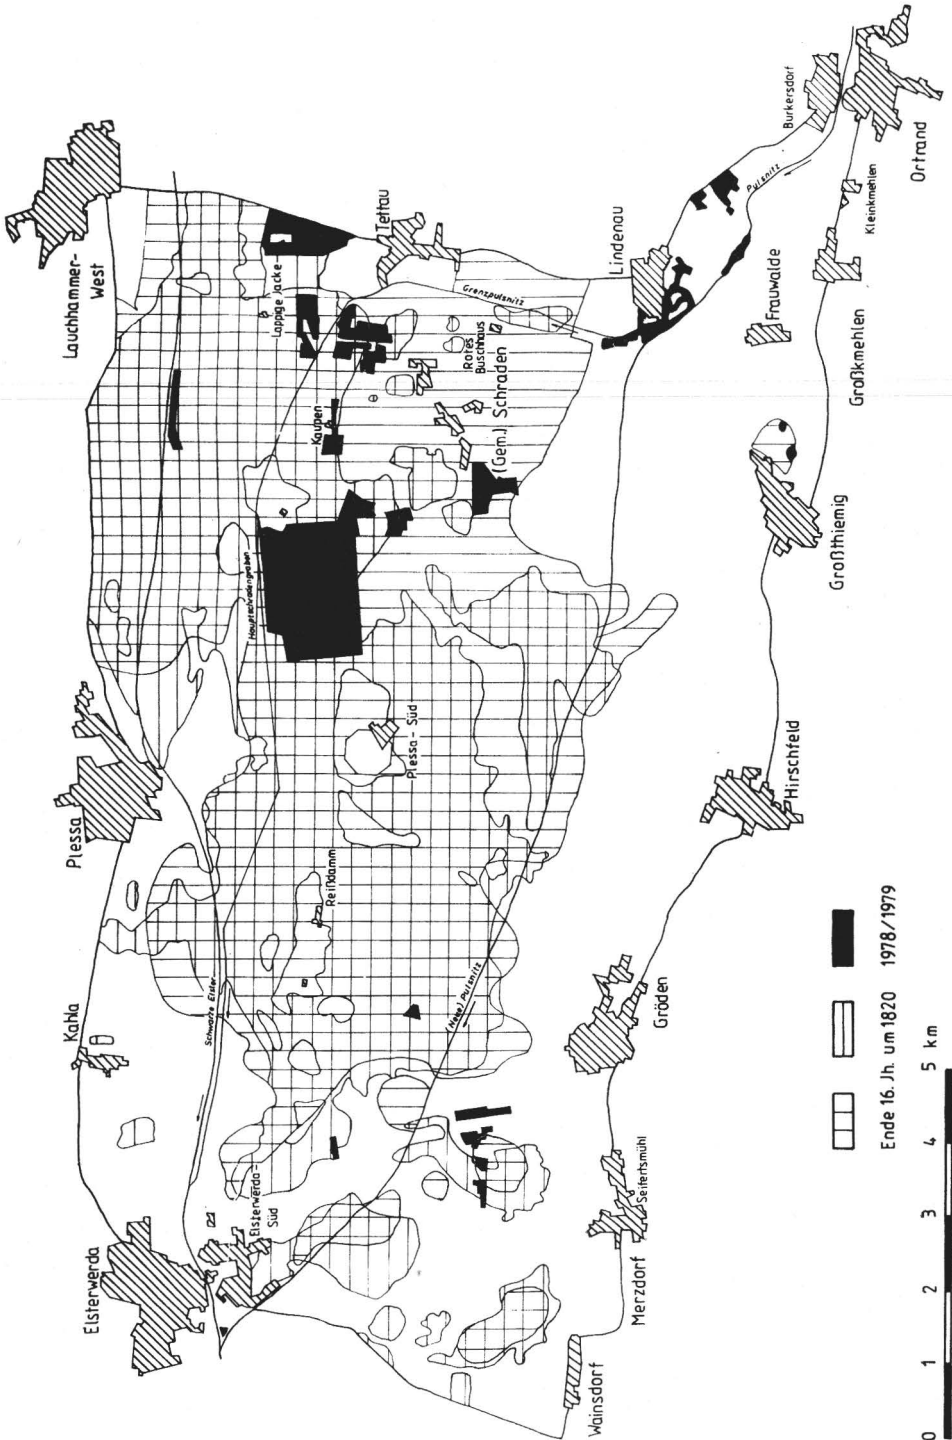 Elsterwerda
Kahla
Plessa
Lauchhammer-
West
Elsterwerda-
Süd
Schwarze Elster
Reißdamm
Plessa - Süd
Hauptschradengraben
Kaupen
Lappige Jacke
Tettau
Grenzpulsnitz
Rotes
Buschhaus
(Gem.) Schraden
(Neue) Pulsnitz
Lindenau
Pulsnitz
Burkersdorf
Ortrand
Kleinkmehlen
Frauwalde
Großkmehlen
Großthiemig
Hirschfeld
Gröden
Seifertsmühl
Merzdorf
Wainsdorf
Ende 16. Jh. um 1820 1978/1979
0 1 2 3 4 5 km